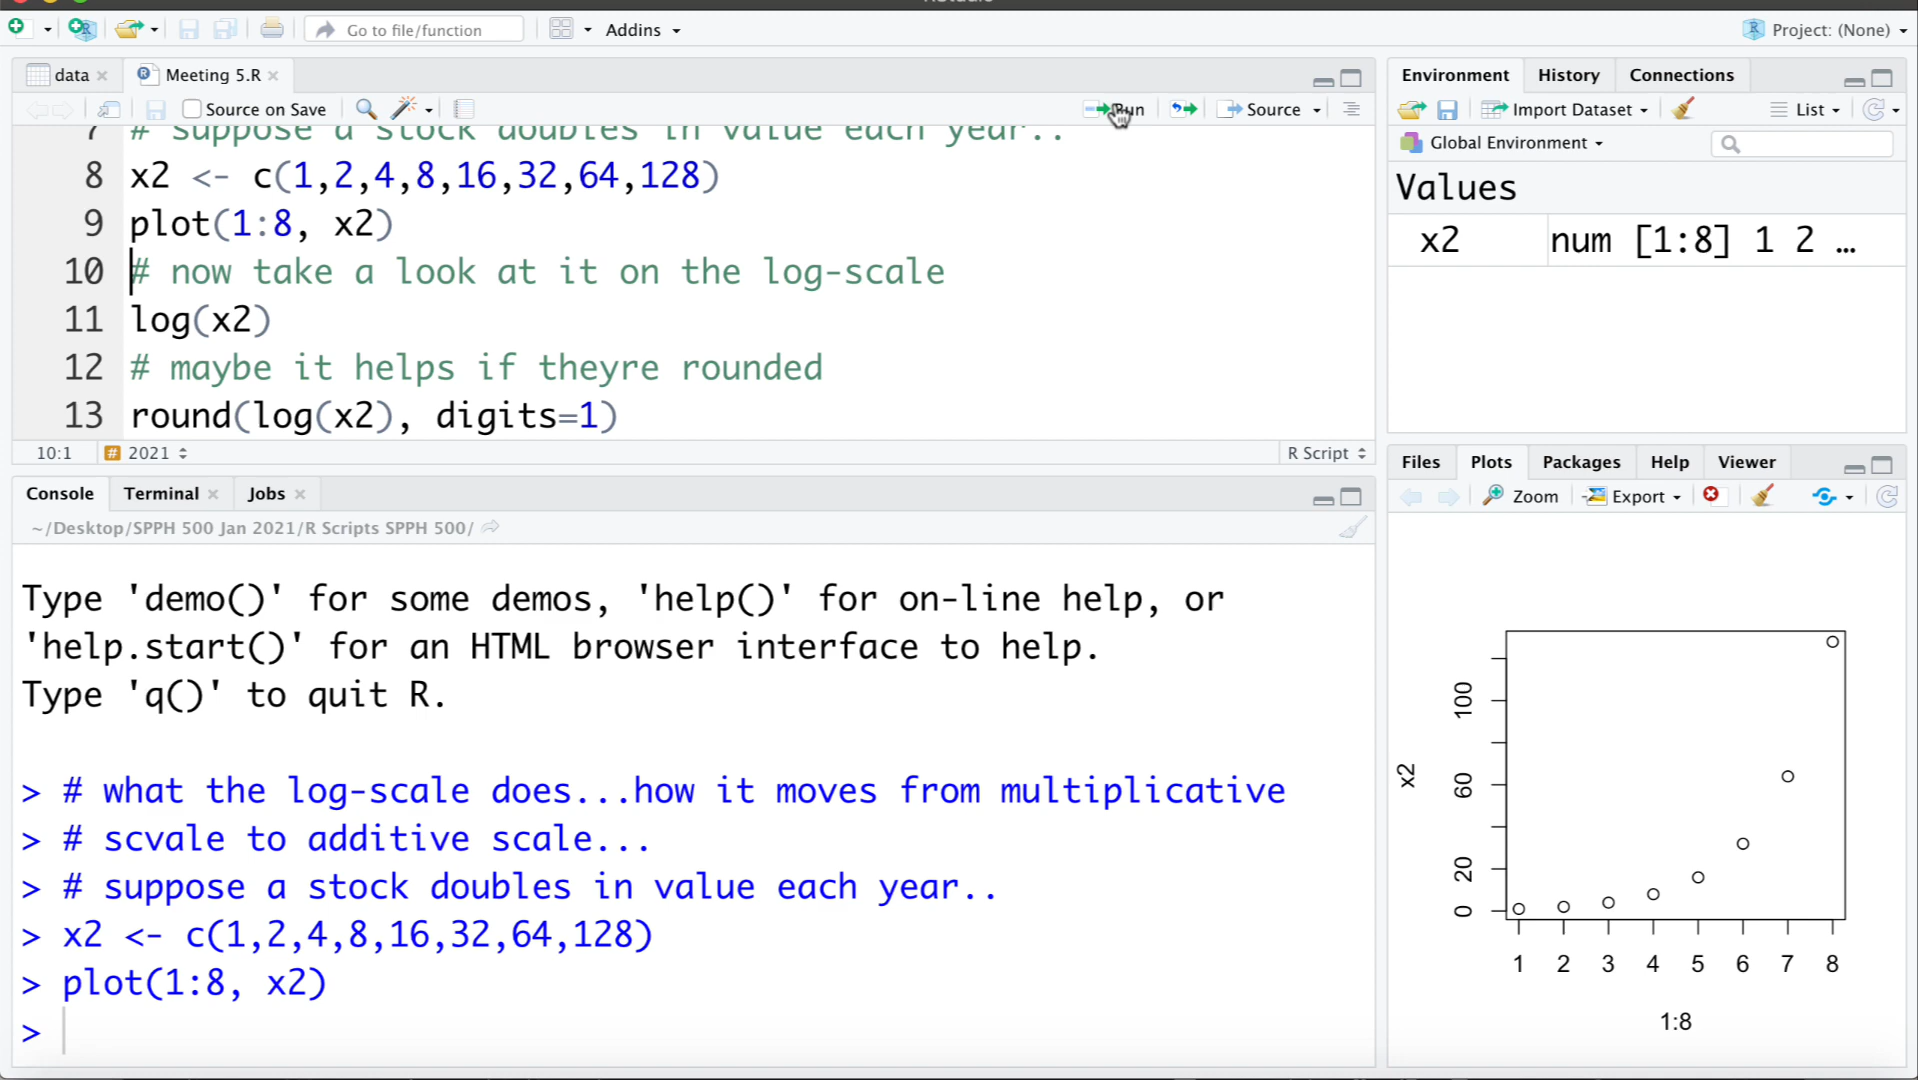 RStudio
Go to file/function
Addins
Project: (None)
data
Meeting 5.R
Source on Save
Run
Source
7 # suppose a stock doubles in value each year..
8 x2 <- c(1,2,4,8,16,32,64,128)
9 plot(1:8, x2)
10 # now take a look at it on the log-scale
11 log(x2)
12 # maybe it helps if theyre rounded
13 round(log(x2), digits=1)
10:1
# 2021
R Script
Console
Terminal
Jobs
~/Desktop/SPPH 500 Jan 2021/R Scripts SPPH 500/
Type 'demo()' for some demos, 'help()' for on-line help, or
'help.start()' for an HTML browser interface to help.
Type 'q()' to quit R.
> # what the log-scale does...how it moves from multiplicative
> # scvale to additive scale...
> # suppose a stock doubles in value each year..
> x2 <- c(1,2,4,8,16,32,64,128)
> plot(1:8, x2)
>
Environment
History
Connections
Import Dataset
List
Global Environment
Values
x2 num [1:8] 1 2 …
Files
Plots
Packages
Help
Viewer
Zoom
Export
x2
100
60
20
0
1 2 3 4 5 6 7 8
1:8